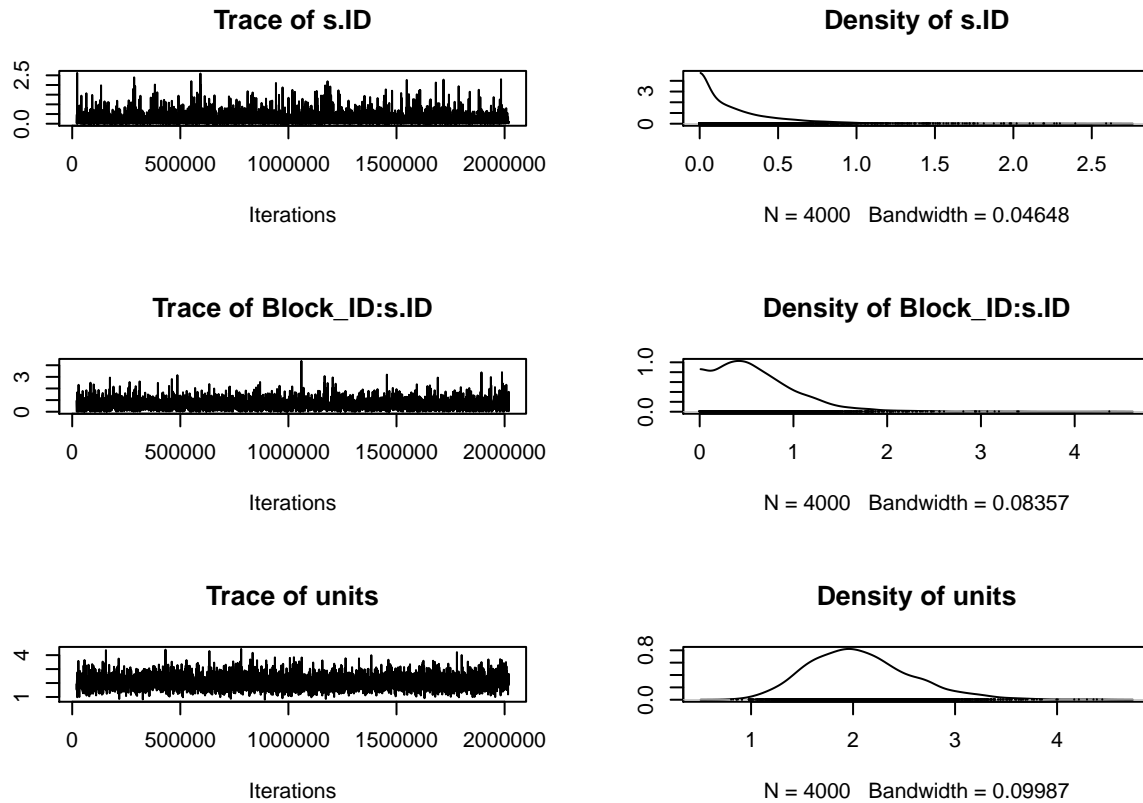 Trace of s.ID
0.0 2.5
0 500000 1000000 1500000 2000000
Iterations
Density of s.ID
0 3
0.0 0.5 1.0 1.5 2.0 2.5
N = 4000 Bandwidth = 0.04648
Trace of Block_ID:s.ID
0 3
0 500000 1000000 1500000 2000000
Iterations
Density of Block_ID:s.ID
0.0 1.0
0 1 2 3 4
N = 4000 Bandwidth = 0.08357
Trace of units
1 4
0 500000 1000000 1500000 2000000
Iterations
Density of units
0.0 0.8
1 2 3 4
N = 4000 Bandwidth = 0.09987